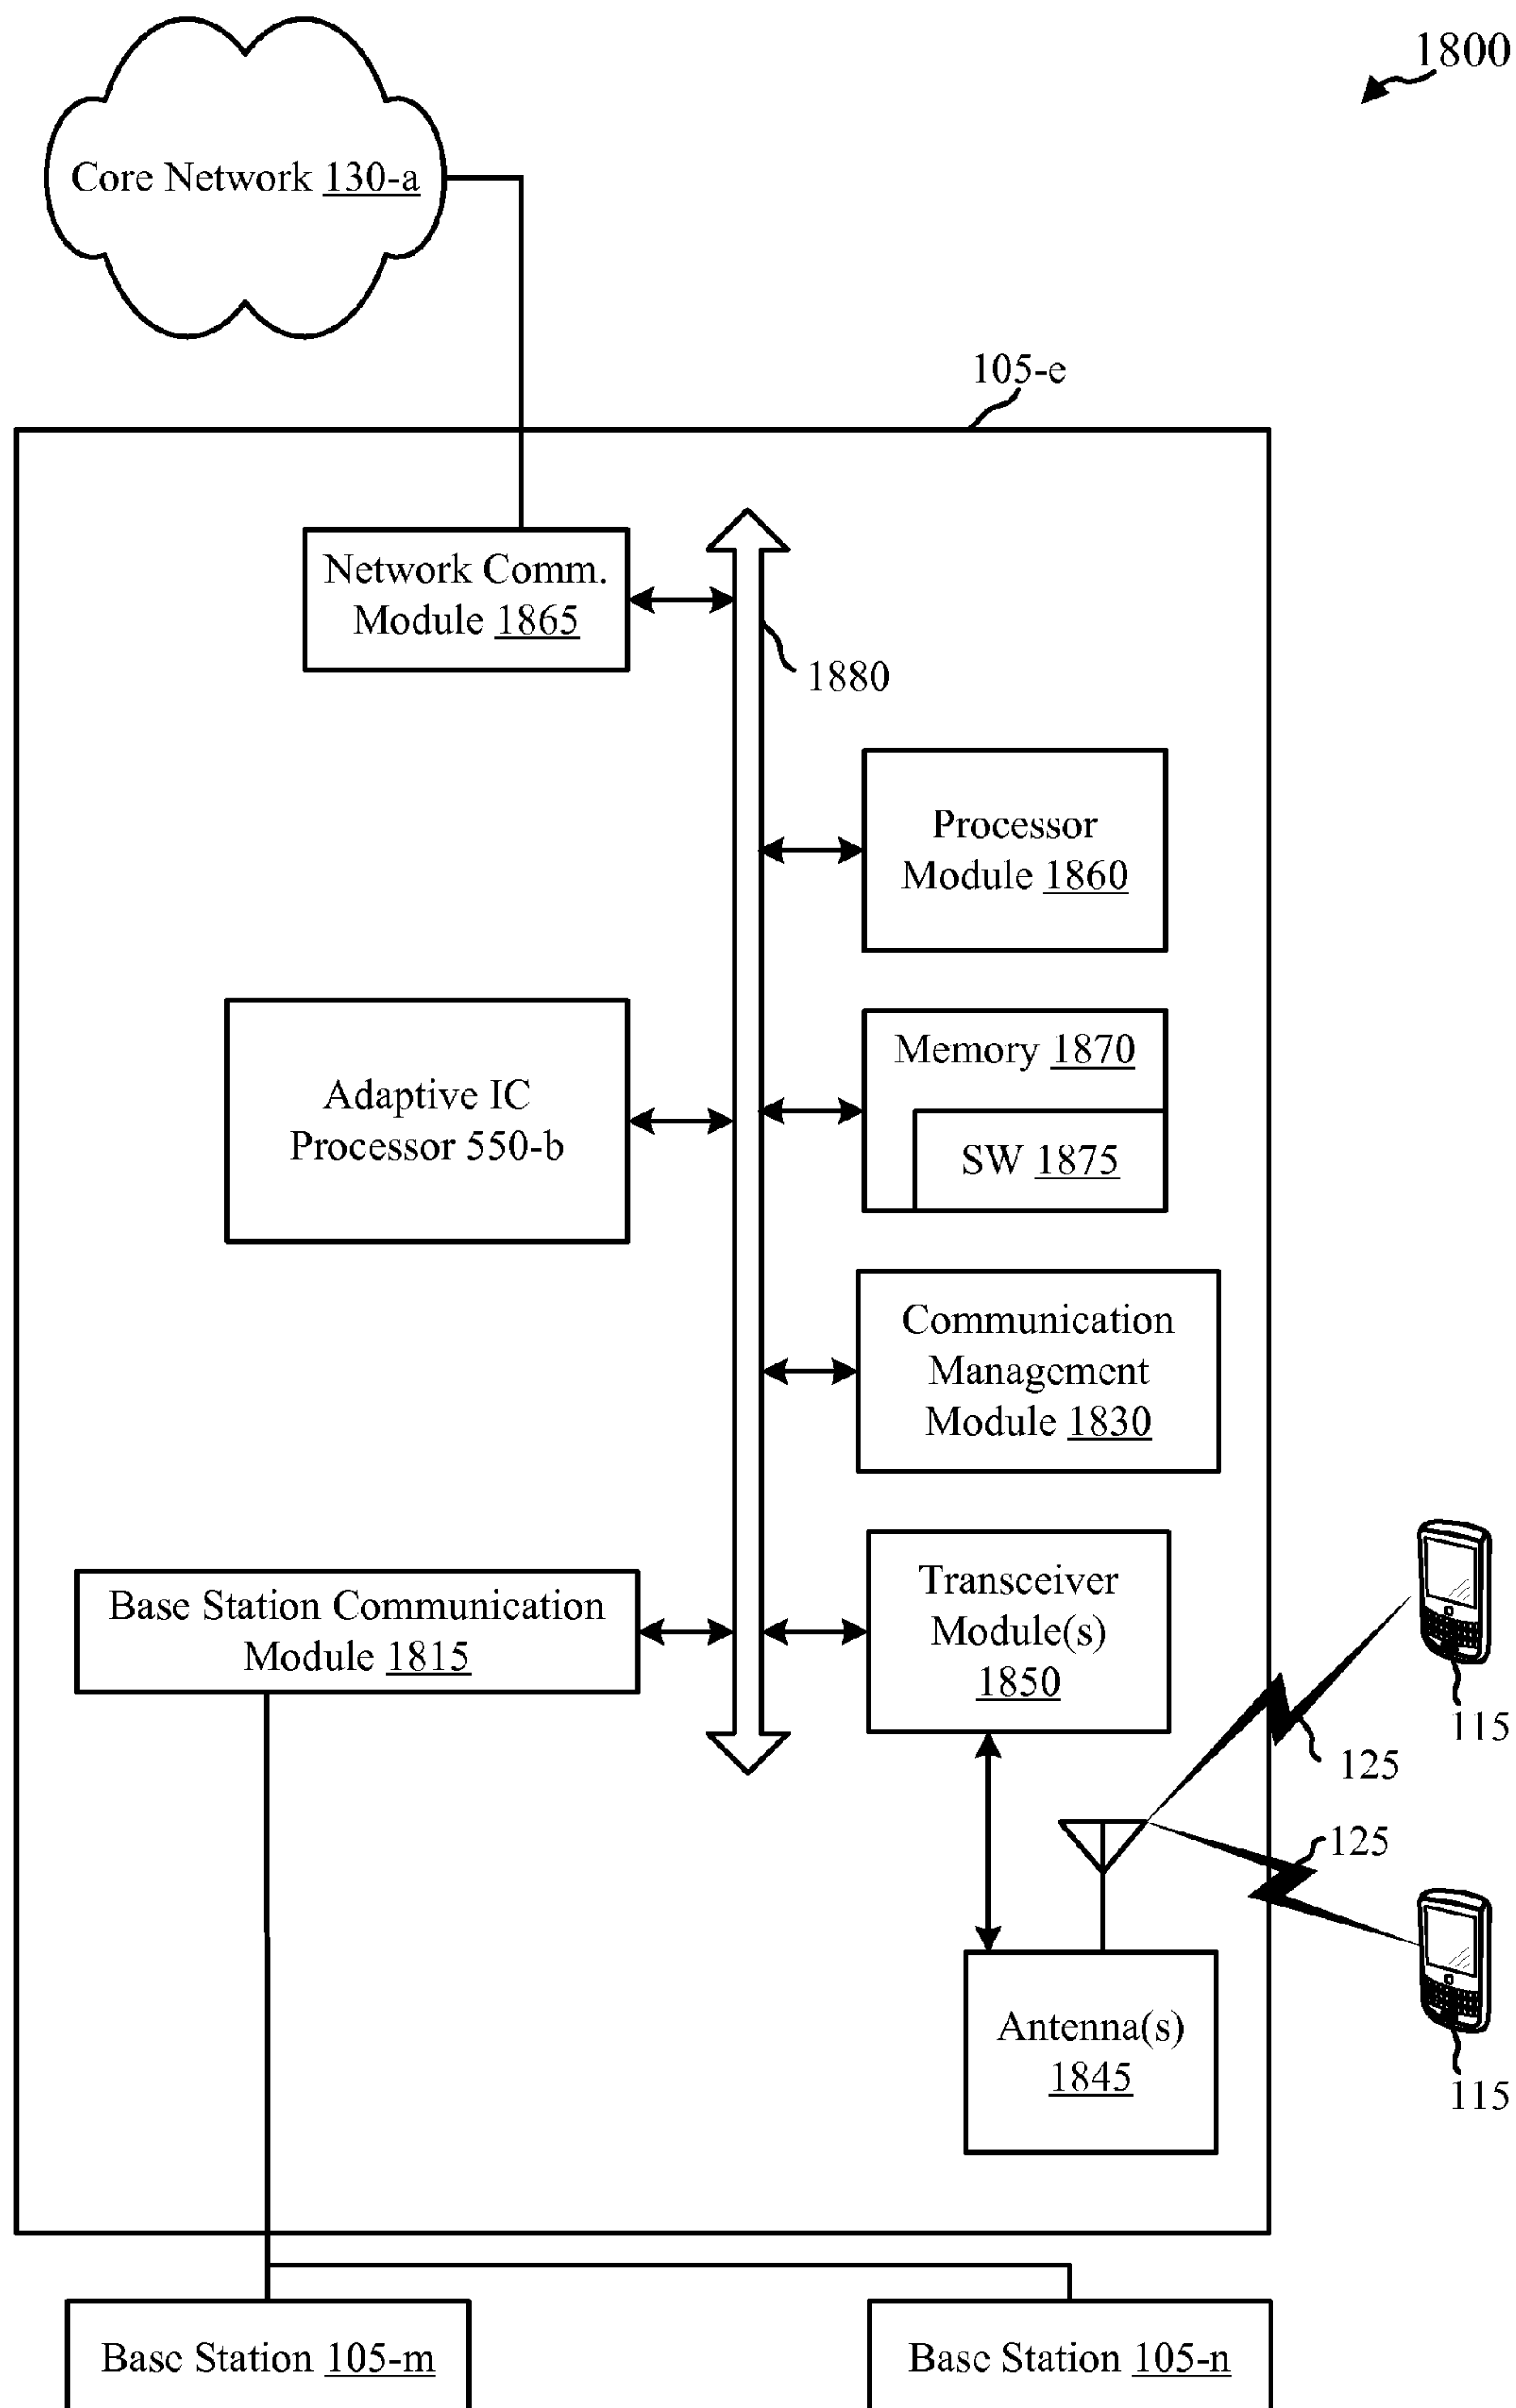 1800
Core Network 130-a
105-e
Network Comm.
Module 1865
1880
Processor
Module 1860
Memory 1870
SW 1875
Adaptive IC
Processor 550-b
Communication
Management
Module 1830
Base Station Communication
Module 1815
Transceiver
Module(s)
1850
115
125
125
Antenna(s)
1845
115
Base Station 105-m
Base Station 105-n